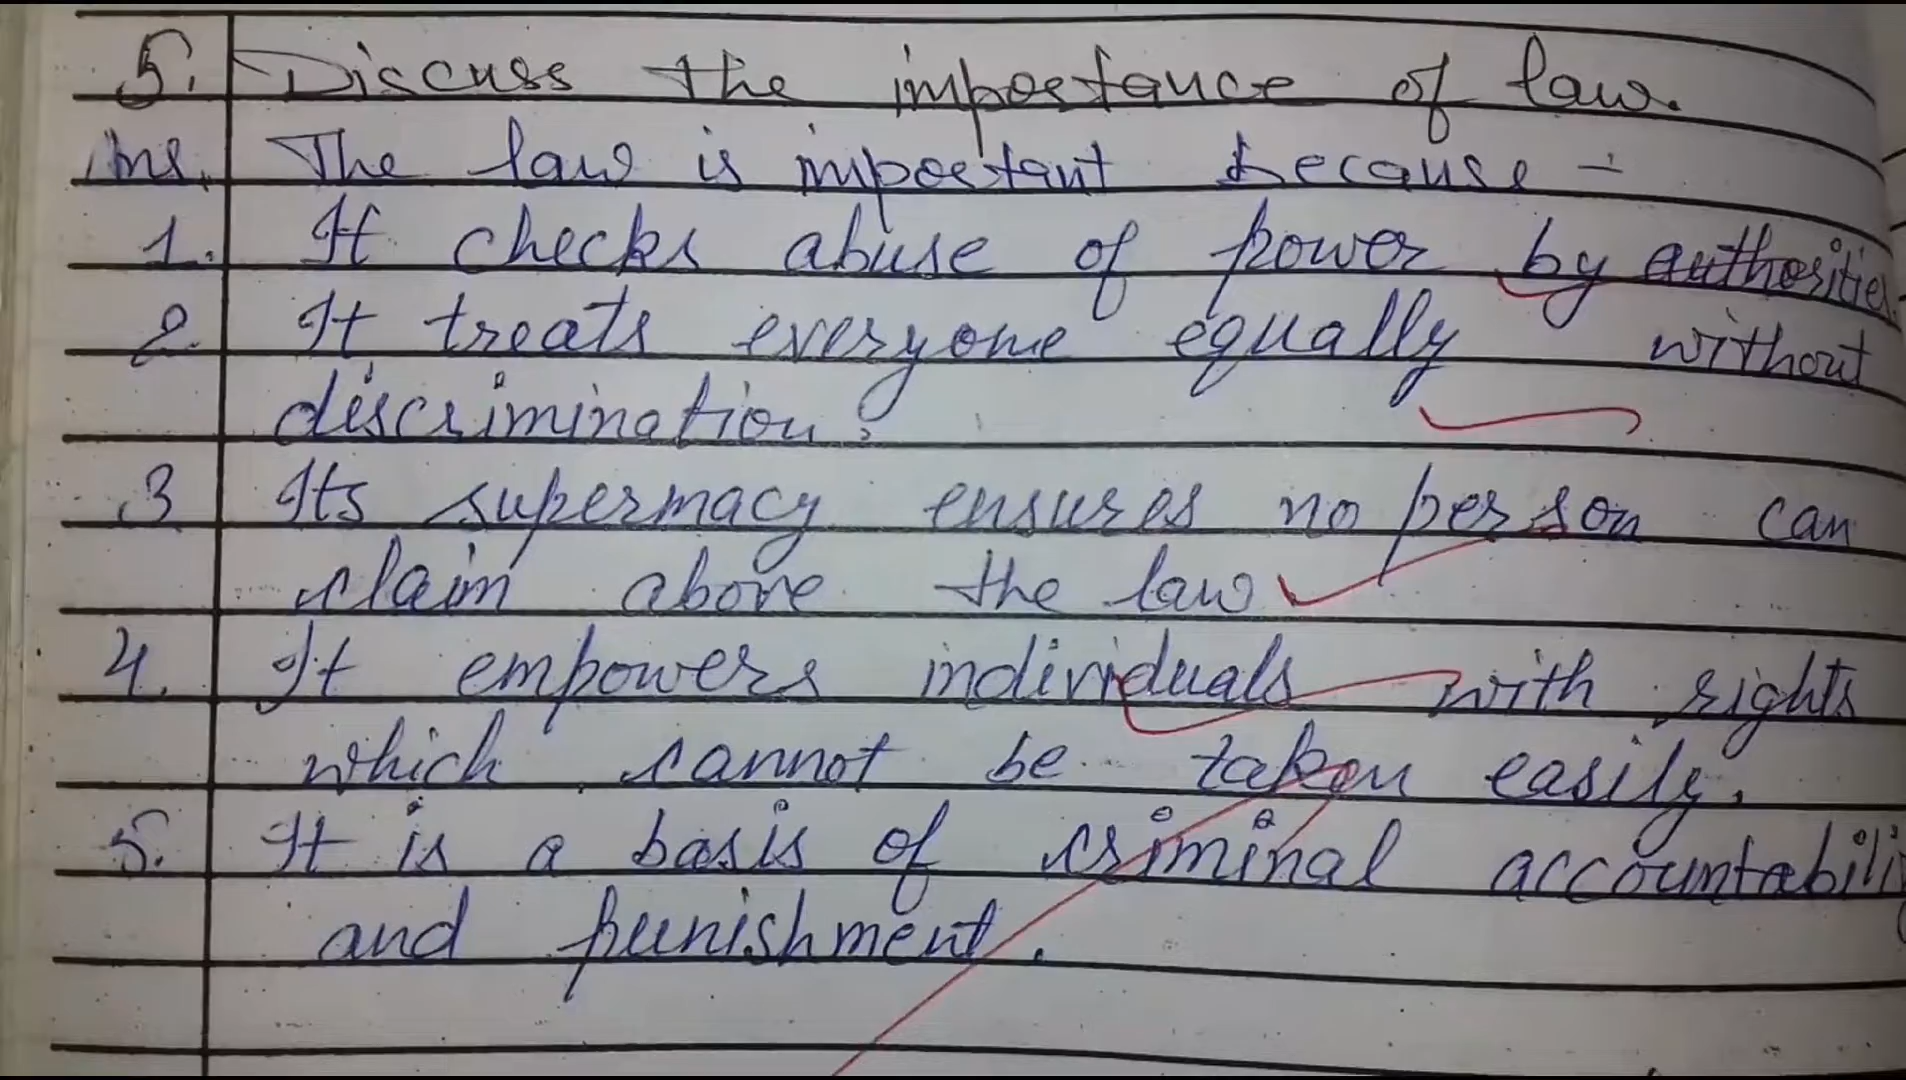 5. Discuss the importance of law.
Ans. The law is important because -
1. It checks abuse of power by authorities.
2. It treats everyone equally without
discrimination.
3 Its supermacy ensures no person can
claim above the law
4. It empowers individuals with rights
which cannot be taken easily.
5. It is a basis of criminal accountabili
and punishment.